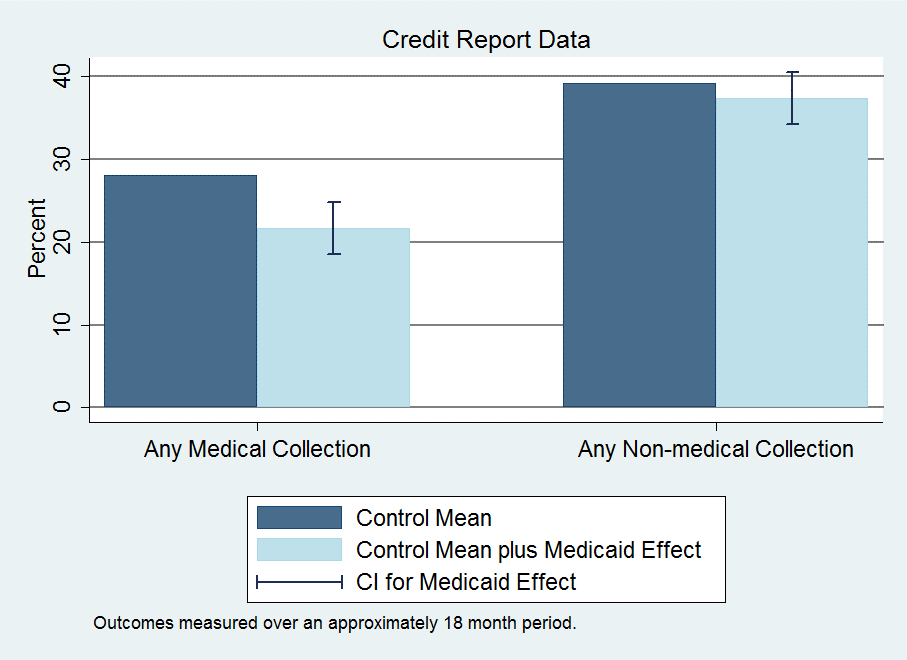 Credit Report Data
Percent
40
30
20
10
0
Any Medical Collection
Any Non-medical Collection
Control Mean
Control Mean plus Medicaid Effect
CI for Medicaid Effect
Outcomes measured over an approximately 18 month period.